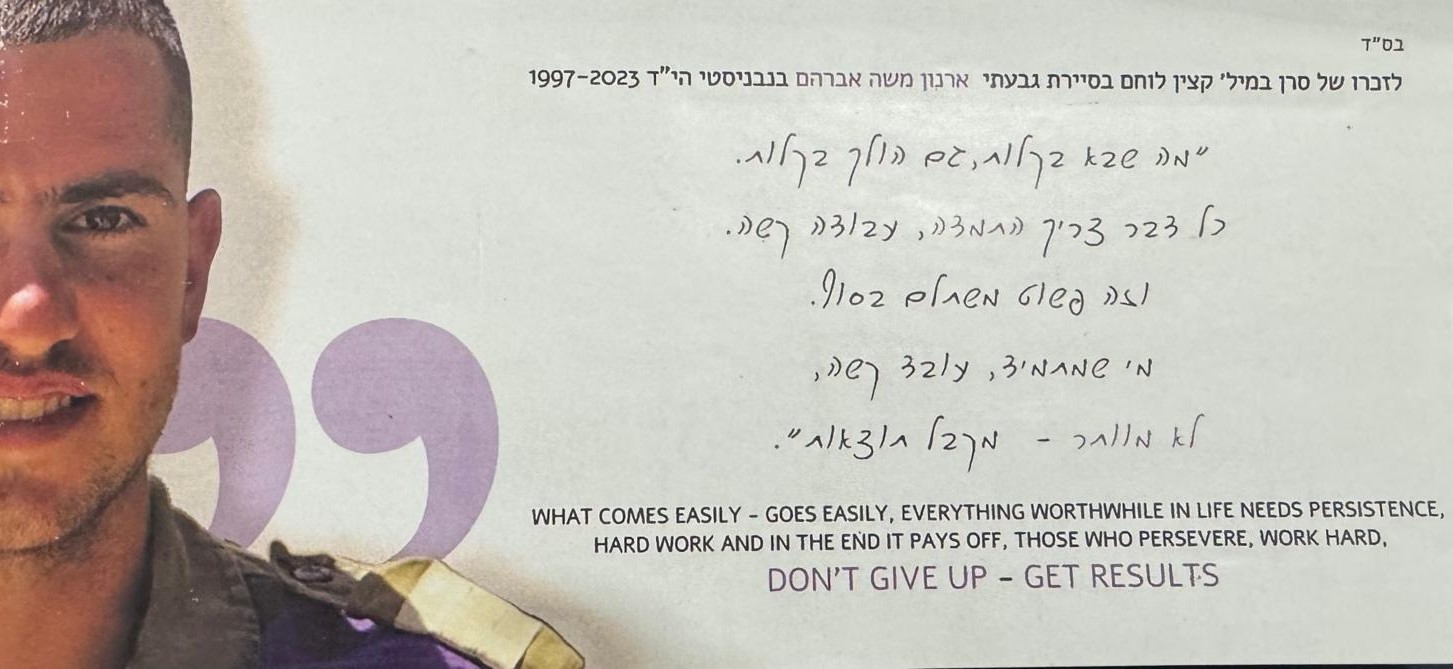 בס"ד
לזכרו של סרן במיל' קצין לוחם בסיירת גבעתי ארנון משה אברהם בנבניסטי הי"ד 1997-2023
"מה שבא בקלות, גם הולך בקלות.
כל דבר צריך התמדה, עבודה קשה.
וזה פשוט משתלם בסוף.
מי שמתמיד, עובד קשה,
לא מוותר - מקבל תוצאות".
WHAT COMES EASILY – GOES EASILY, EVERYTHING WORTHWHILE IN LIFE NEEDS PERSISTENCE,
HARD WORK AND IN THE END IT PAYS OFF, THOSE WHO PERSEVERE, WORK HARD,
DON'T GIVE UP – GET RESULTS